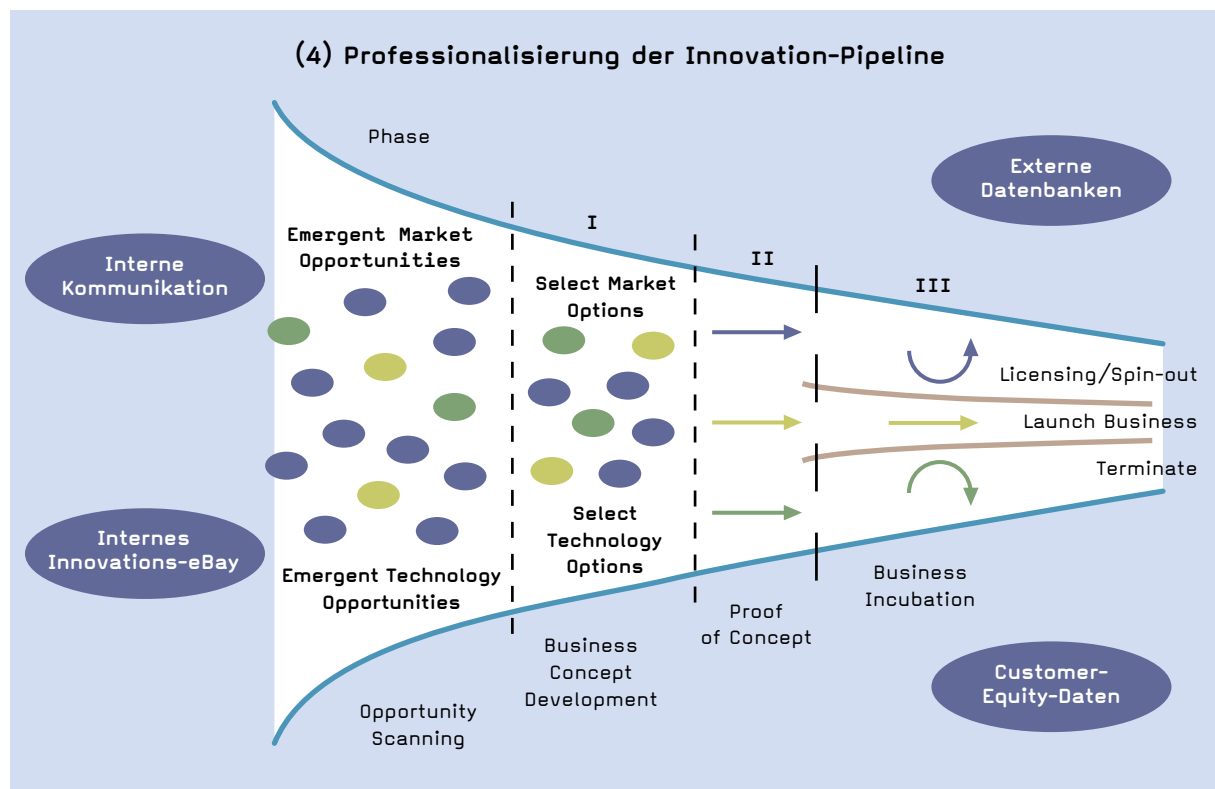 (4) Professionalisierung der Innovation-Pipeline
Phase
Externe
Datenbanken
Interne
Kommunikation
Emergent Market
Opportunities
I
II
III
Select Market
Options
Licensing/Spin-out
Launch Business
Terminate
Select
Technology
Options
Internes
Innovations-eBay
Emergent Technology
Opportunities
Opportunity
Scanning
Business
Concept
Development
Proof
of Concept
Business
Incubation
Customer-
Equity-Daten